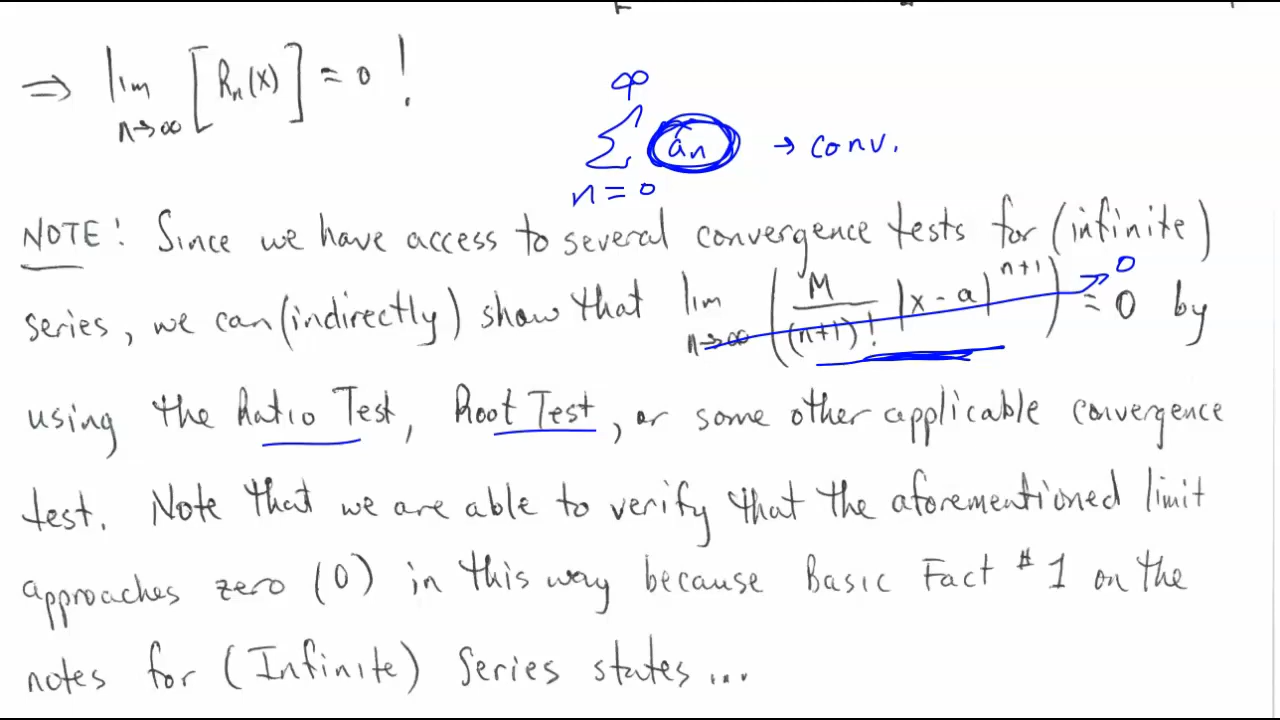 ⇒ lim n→∞ [Rn(x)] = 0 !
∞ Σ n=0 an → conv.
NOTE: Since we have access to several convergence tests for (infinite)
series, we can (indirectly) show that lim n→∞ (M/(n+1)! |x-a|^(n+1)) = 0 by
0
using the Ratio Test, Root Test, or some other applicable convergence
test. Note that we are able to verify that the aforementioned limit
approaches zero (0) in this way because Basic Fact #1 on the
notes for (Infinite) Series states...